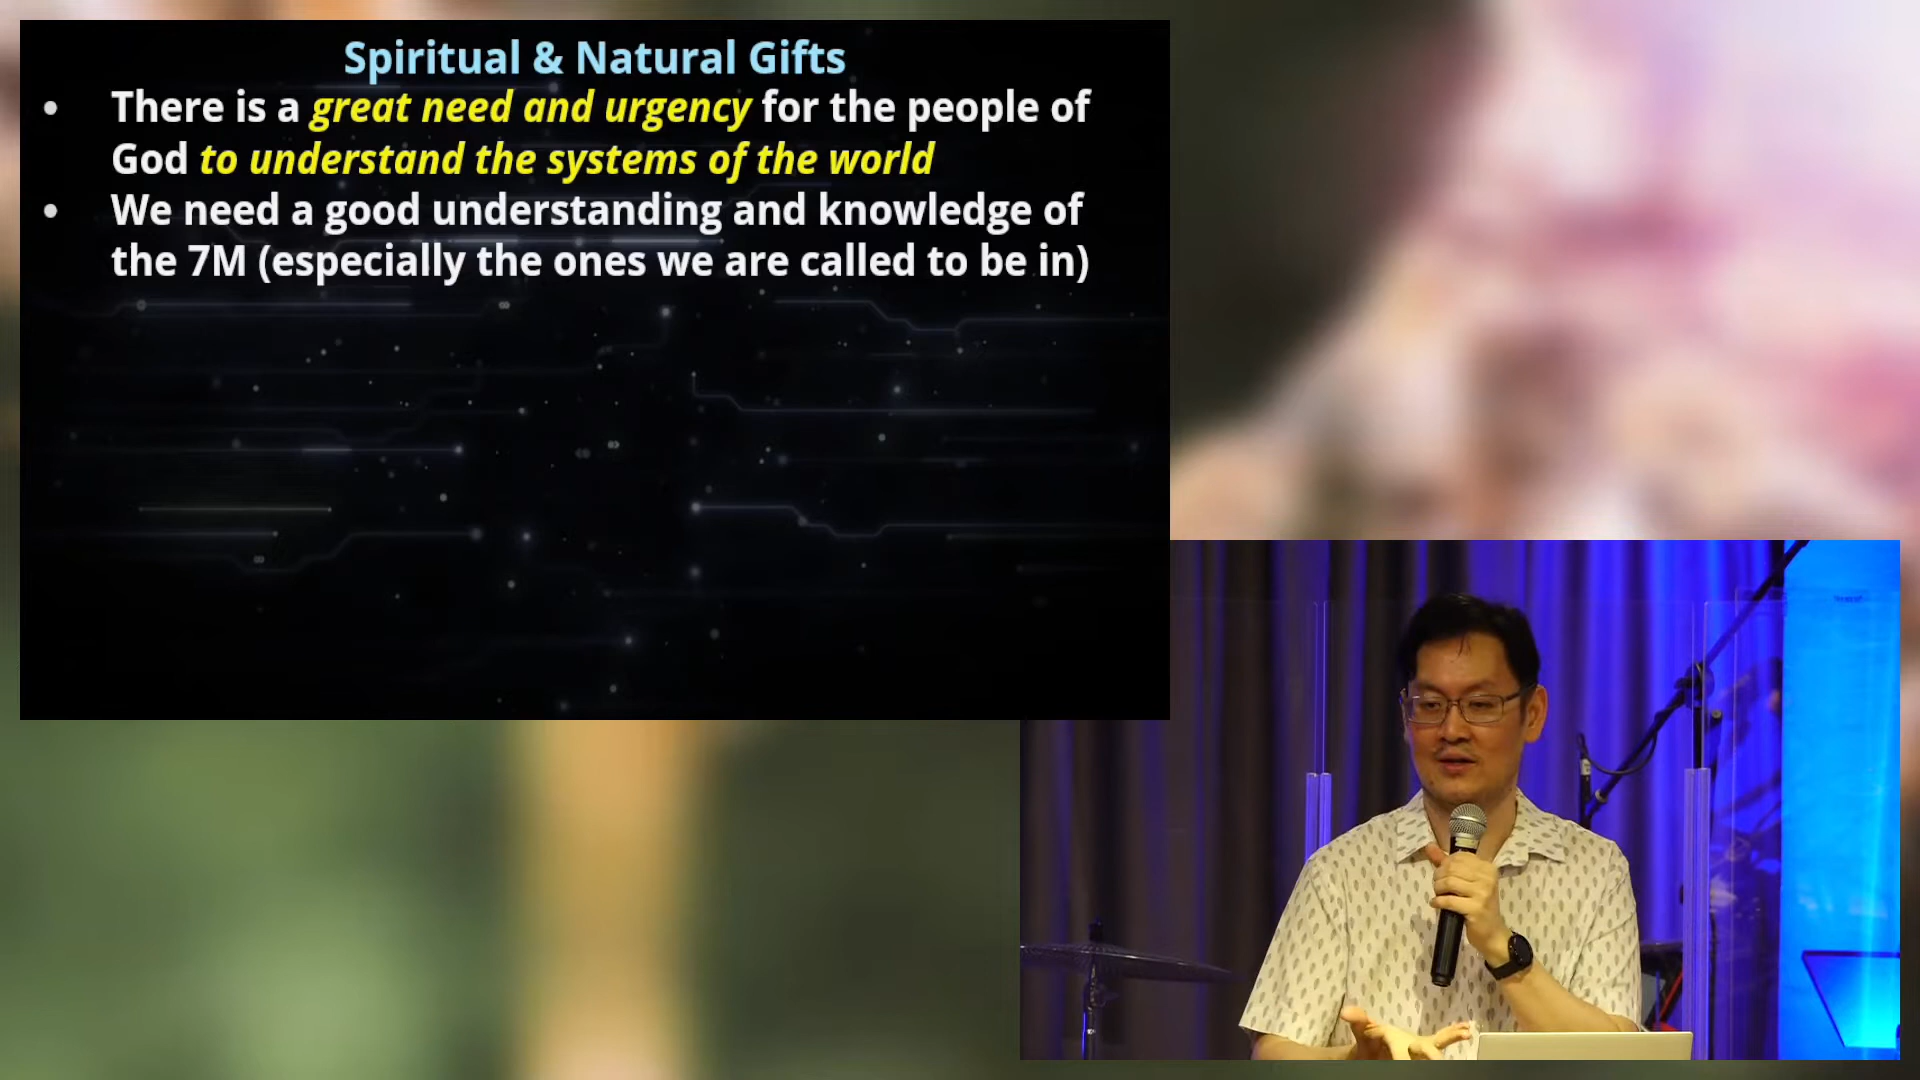 Spiritual & Natural Gifts
• There is a great need and urgency for the people of
God to understand the systems of the world
• We need a good understanding and knowledge of
the 7M (especially the ones we are called to be in)